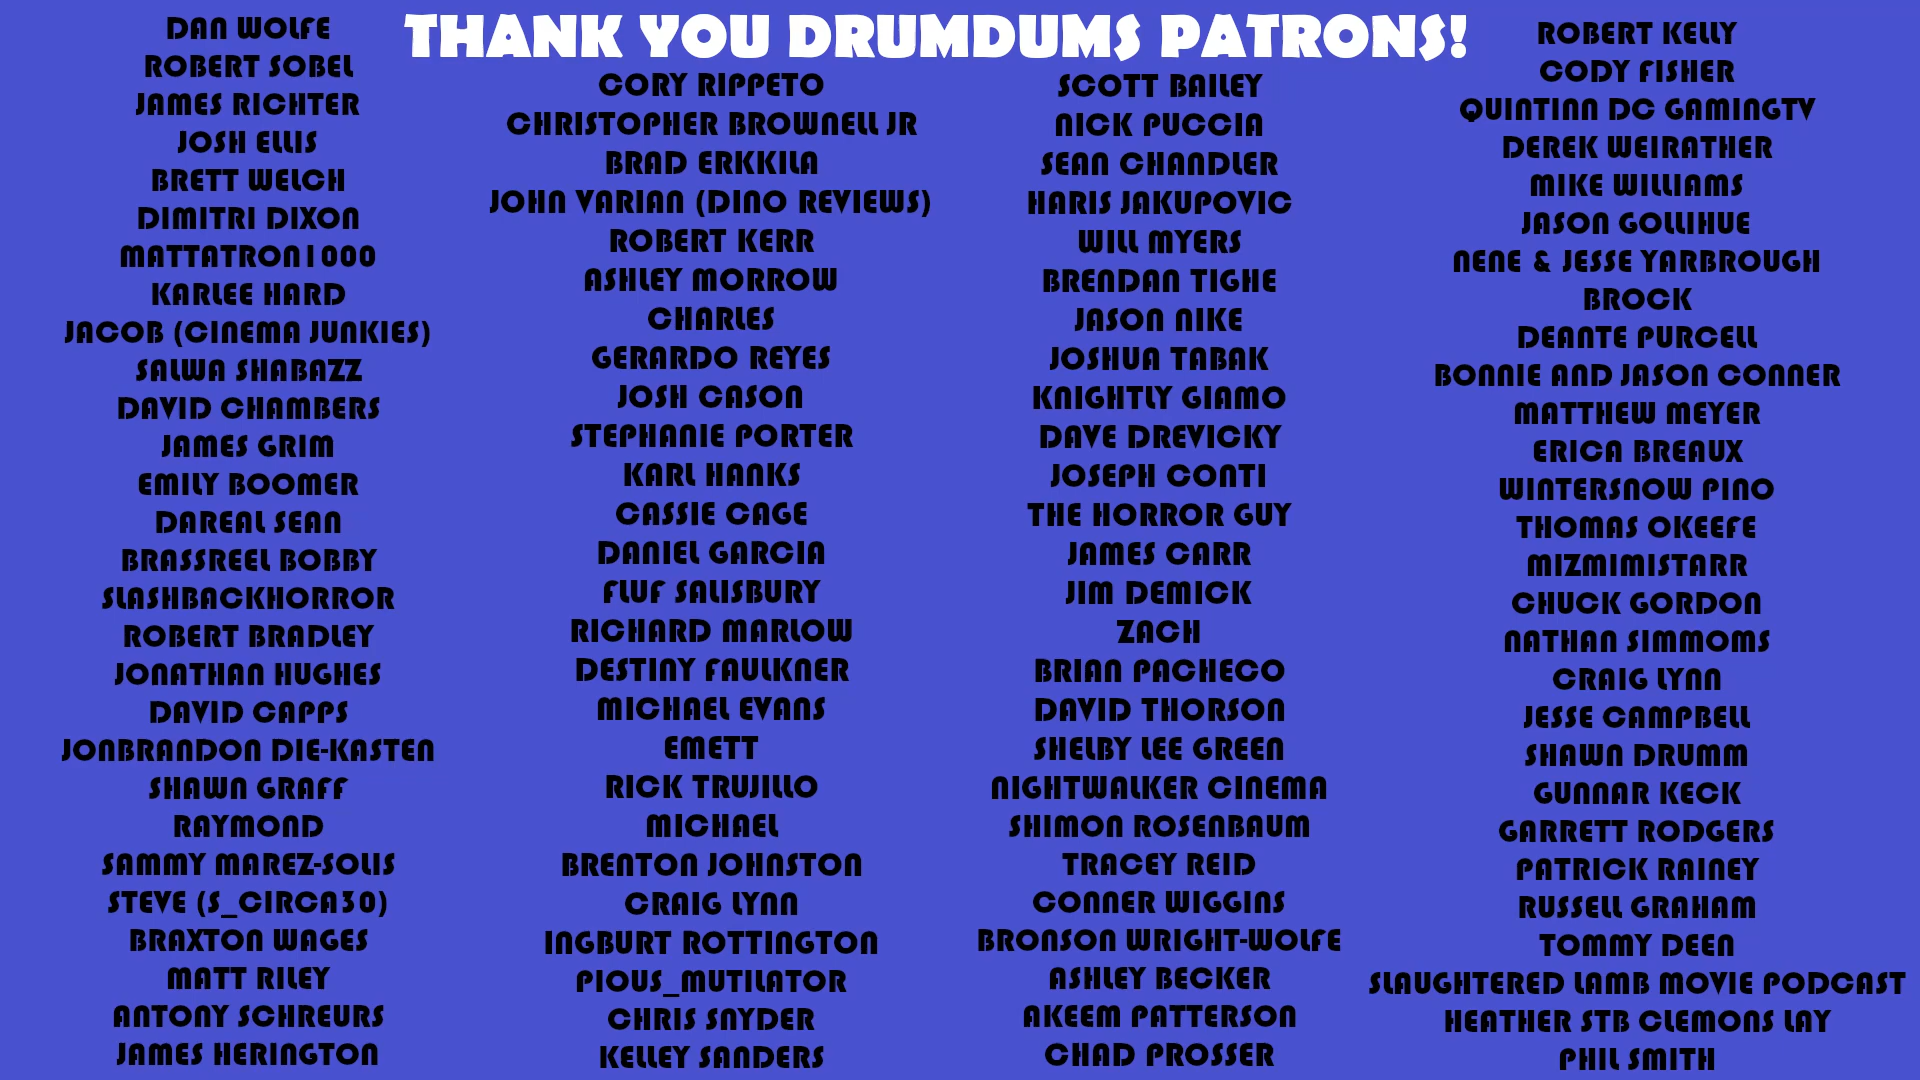 THANK YOU DRUMDUMS PATRONS!
DAN WOLFE
ROBERT SOBEL
JAMES RICHTER
JOSH ELLIS
BRETT WELCH
DIMITRI DIXON
MATTATRON1000
KARLEE HARD
JACOB (CINEMA JUNKIES)
SALWA SHABAZZ
DAVID CHAMBERS
JAMES GRIM
EMILY BOOMER
DAREAL SEAN
BRASSREEL BOBBY
SLASHBACKHORROR
ROBERT BRADLEY
JONATHAN HUGHES
DAVID CAPPS
JONBRANDON DIE-KASTEN
SHAWN GRAFF
RAYMOND
SAMMY MAREZ-SOLIS
STEVE (S_CIRCA30)
BRAXTON WAGES
MATT RILEY
ANTONY SCHREURS
JAMES HERINGTON
CORY RIPPETO
CHRISTOPHER BROWNELL JR
BRAD ERKKILA
JOHN VARIAN (DINO REVIEWS)
ROBERT KERR
ASHLEY MORROW
CHARLES
GERARDO REYES
JOSH CASON
STEPHANIE PORTER
KARL HANKS
CASSIE CAGE
DANIEL GARCIA
FLUF SALISBURY
RICHARD MARLOW
DESTINY FAULKNER
MICHAEL EVANS
EMETT
RICK TRUJILLO
MICHAEL
BRENTON JOHNSTON
CRAIG LYNN
INGBURT ROTTINGTON
PIOUS_MUTILATOR
CHRIS SNYDER
KELLEY SANDERS
SCOTT BAILEY
NICK PUCCIA
SEAN CHANDLER
HARIS JAKUPOVIC
WILL MYERS
BRENDAN TIGHE
JASON NIKE
JOSHUA TABAK
KNIGHTLY GIAMO
DAVE DREVICKY
JOSEPH CONTI
THE HORROR GUY
JAMES CARR
JIM DEMICK
ZACH
BRIAN PACHECO
DAVID THORSON
SHELBY LEE GREEN
NIGHTWALKER CINEMA
SHIMON ROSENBAUM
TRACEY REID
CONNER WIGGINS
BRONSON WRIGHT-WOLFE
ASHLEY BECKER
AKEEM PATTERSON
CHAD PROSSER
ROBERT KELLY
CODY FISHER
QUINTINN DC GAMINGTV
DEREK WEIRATHER
MIKE WILLIAMS
JASON GOLLIHUE
NENE & JESSE YARBROUGH
BROCK
DEANTE PURCELL
BONNIE AND JASON CONNER
MATTHEW MEYER
ERICA BREAUX
WINTERSNOW PINO
THOMAS OKEEFE
MIZMIMISTARR
CHUCK GORDON
NATHAN SIMMOMS
CRAIG LYNN
JESSE CAMPBELL
SHAWN DRUMM
GUNNAR KECK
GARRETT RODGERS
PATRICK RAINEY
RUSSELL GRAHAM
TOMMY DEEN
SLAUGHTERED LAMB MOVIE PODCAST
HEATHER STB CLEMONS LAY
PHIL SMITH